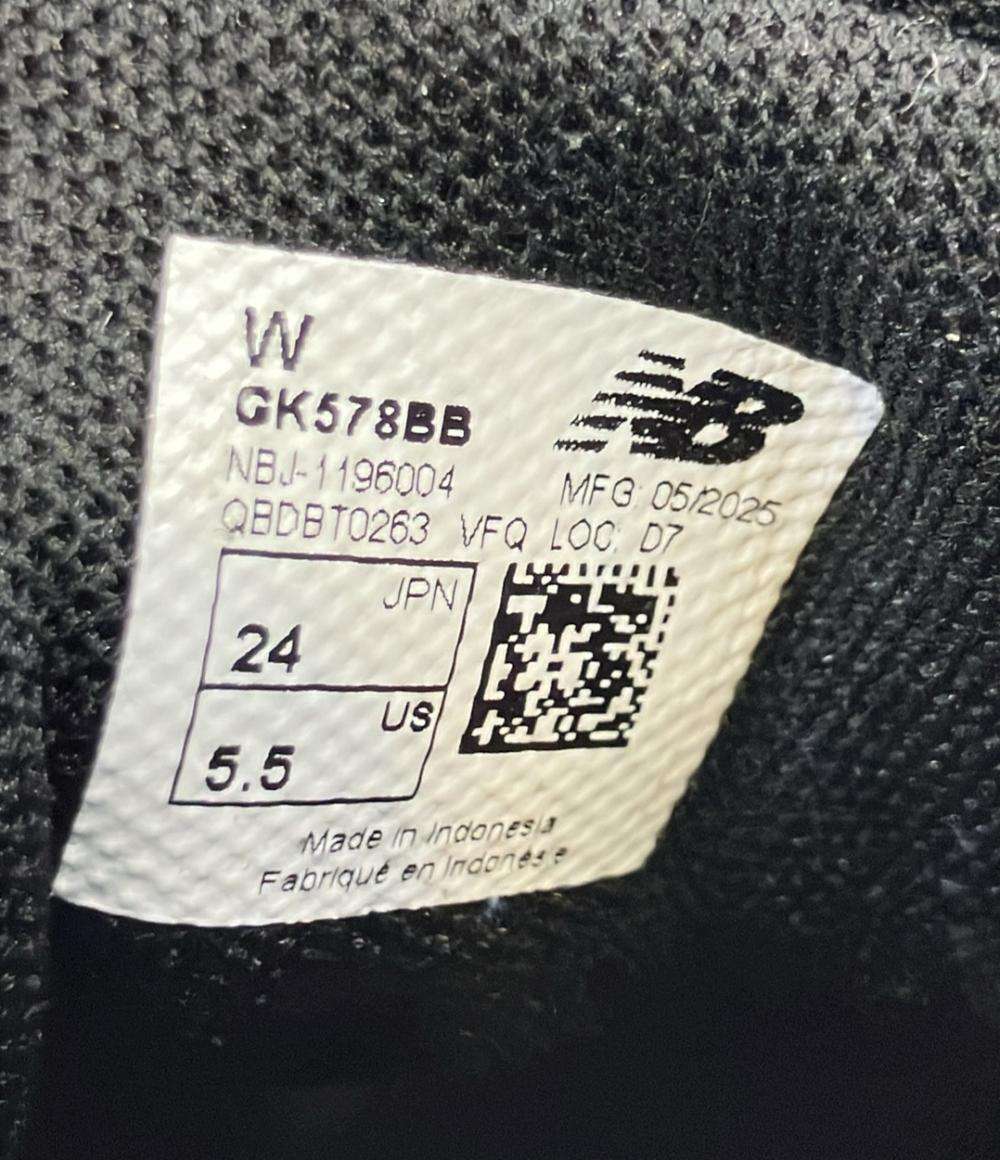 W
GK578BB
NB
NBJ-1196004
MFG: 05/2025
QBDBT0263 VFQ LOC: D7
JPN
24
US
5.5
Made in Indonesia
Fabriqué en Indonésie